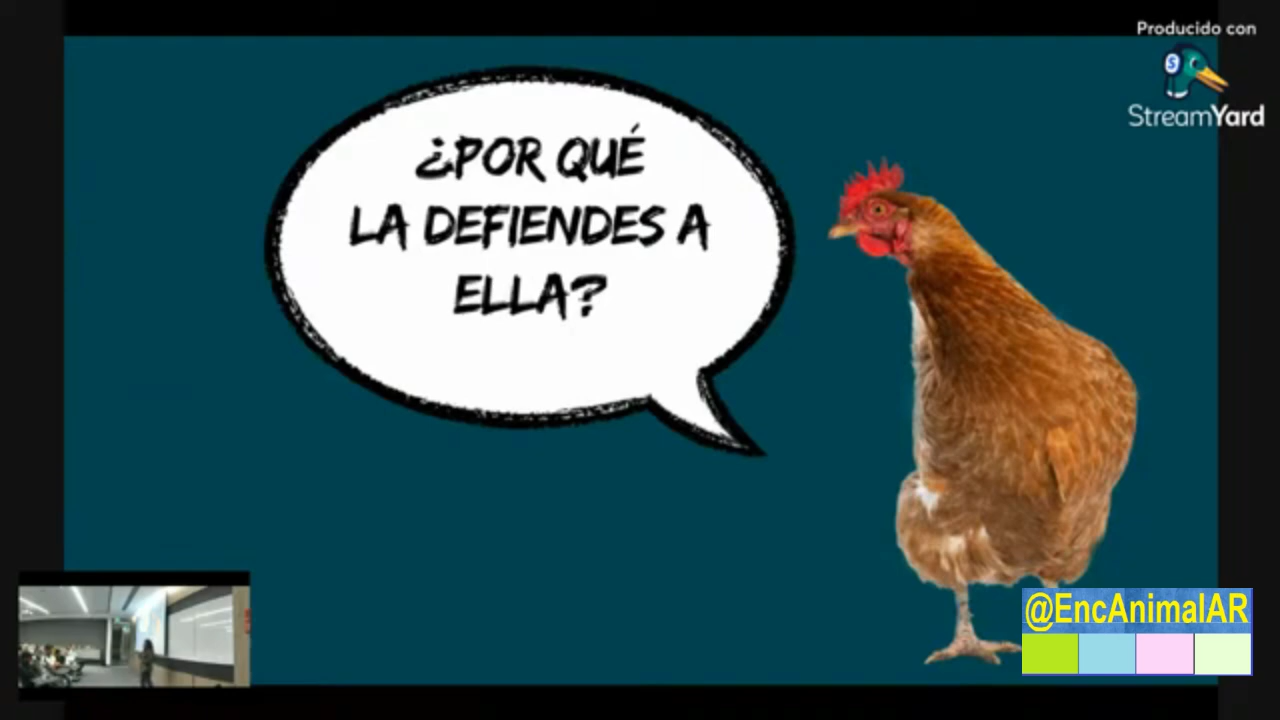 Producido con
StreamYard
¿POR QUÉ
LA DEFIENDES A
ELLA?
@EncAnimalAR